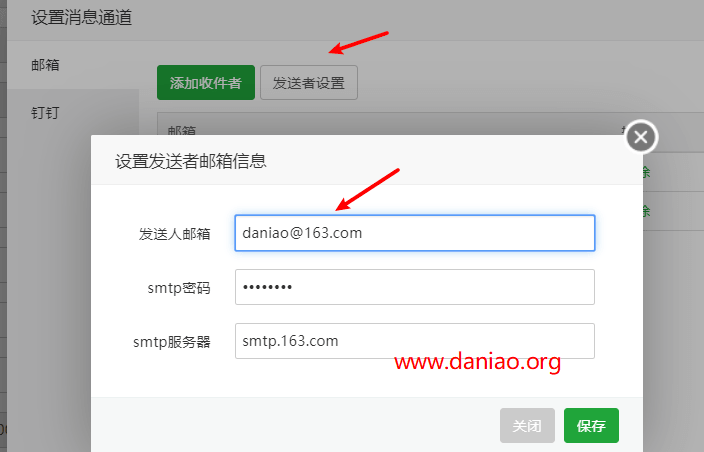 设置消息通道
邮箱
添加收件者
发送者设置
钉钉
邮箱
设置发送者邮箱信息
发送人邮箱
daniao@163.com
smtp密码
••••••••
smtp服务器
smtp.163.com
www.daniao.org
关闭
保存